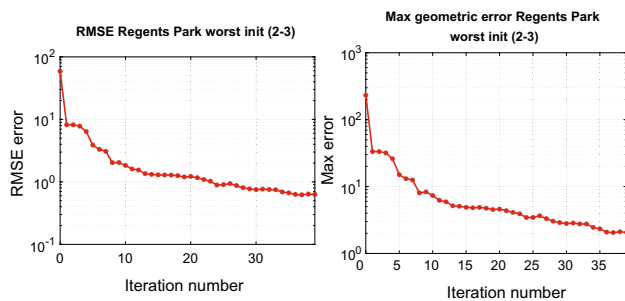 RMSE Regents Park worst init (2-3)
10^2
10^1
10^0
10^-1
RMSE error
0 10 20 30
Iteration number
Max geometric error Regents Park
worst init (2-3)
10^3
10^2
10^1
10^0
Max error
0 5 10 15 20 25 30 35
Iteration number